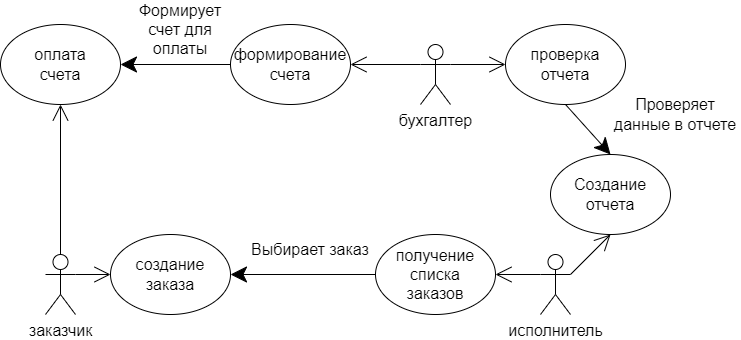 Формирует
счет для
оплаты
оплата
счета
формирование
счета
проверка
отчета
бухгалтер
Проверяет
данные в отчете
Создание
отчета
Выбирает заказ
создание
заказа
получение
списка
заказов
заказчик
исполнитель